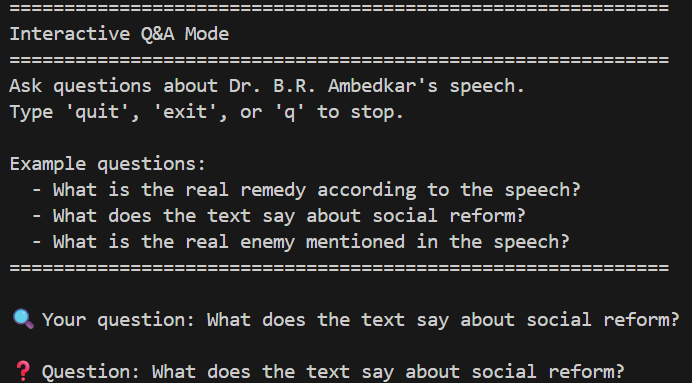 ============================================================
Interactive Q&A Mode
============================================================
Ask questions about Dr. B.R. Ambedkar's speech.
Type 'quit', 'exit', or 'q' to stop.
Example questions:
- What is the real remedy according to the speech?
- What does the text say about social reform?
- What is the real enemy mentioned in the speech?
============================================================
🔍 Your question: What does the text say about social reform?
❓ Question: What does the text say about social reform?